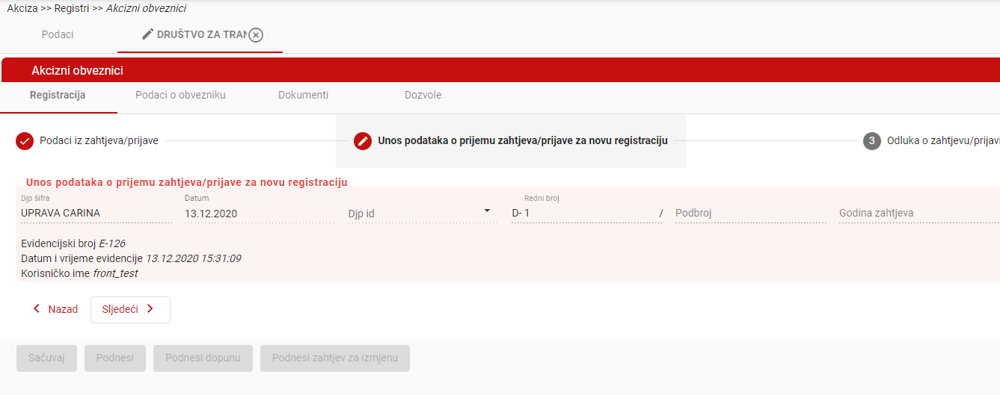 Akciza >> Registri >> Akcizni obveznici
Podaci DRUŠTVO ZA TRAN
Akcizni obveznici
Registracija Podaci o obvezniku Dokumenti Dozvole
Podaci iz zahtjeva/prijave Unos podataka o prijemu zahtjeva/prijave za novu registraciju 3 Odluka o zahtjevu/prijavi
Unos podataka o prijemu zahtjeva/prijave za novu registraciju
Djp šifra Datum Redni broj
UPRAVA CARINA 13.12.2020 Djp id D- 1 / Podbroj Godina zahtjeva
Evidencijski broj E-126
Datum i vrijeme evidencije 13.12.2020 15:31:09
Korisničko ime front_test
Nazad Sljedeći
Sačuvaj Podnesi Podnesi dopunu Podnesi zahtjev za izmjenu